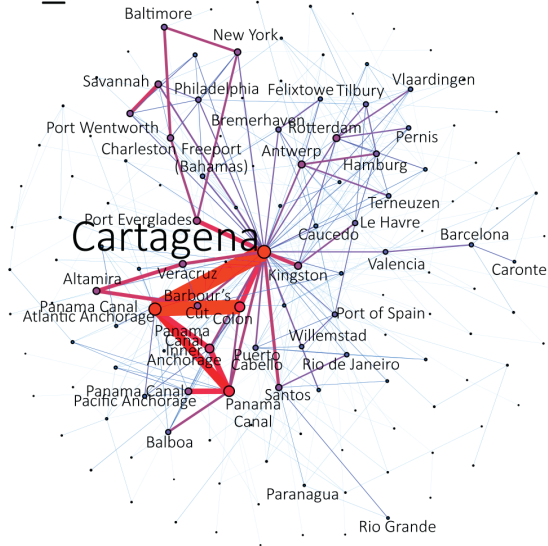 Baltimore
New York
Savannah
Philadelphia
Felixtowe
Tilbury
Vlaardingen
Port Wentworth
Bremerhaven
Rotterdam
Pernis
Charleston
Freeport
(Bahamas)
Antwerp
Hamburg
Terneuzen
Port Everglades
Cartagena
Caucedo
Le Havre
Barcelona
Veracruz
Kingston
Valencia
Caronte
Altamira
Barbour's
Cut
Panama Canal
Atlantic Anchorage
Colon
Port of Spain
Panama
Canal
Inner
Anchorage
Puerto
Cabello
Willemstad
Rio de Janeiro
Panama Canal
Pacific Anchorage
Panama
Canal
Santos
Balboa
Paranagua
Rio Grande